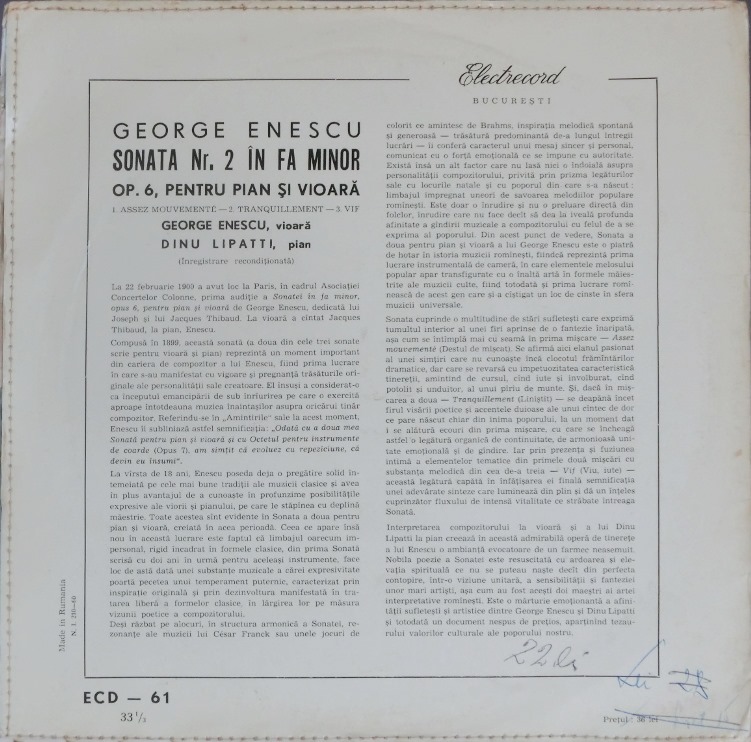 Electrecord
BUCUREȘTI
GEORGE ENESCU
SONATA Nr. 2 ÎN FA MINOR
OP. 6, PENTRU PIAN ȘI VIOARĂ
1. ASSEZ MOUVEMENTÉ — 2. TRANQUILLEMENT — 3. VIF
GEORGE ENESCU, vioară
DINU LIPATTI, pian
(Înregistrare recondiționată)
La 22 februarie 1900 a avut loc la Paris, în cadrul Asociației
Concertelor Colonne, prima audiție a Sonatei în fa minor,
opus 6, pentru pian și vioară de George Enescu, dedicată lui
Joseph și lui Jacques Thibaud. La vioară a cîntat Jacques
Thibaud, la pian, Enescu.
Compusă în 1899, această sonată (a doua din cele trei sonate
scrise pentru vioară și pian) reprezintă un moment important
din cariera de compozitor a lui Enescu, fiind prima lucrare
în care s-au manifestat cu vigoare și pregnanță trăsăturile ori-
ginale ale personalității sale creatoare. El însuși a considerat-o
ca începutul emancipării de sub înrîurirea pe care o exercită
aproape întotdeauna muzica înaintașilor asupra oricărui tînăr
compozitor. Referindu-se în „Amintirile" sale la acest moment,
Enescu îi subliniază astfel semnificația: „Odată cu a doua mea
Sonată pentru pian și vioară și cu Octetul pentru instrumente
de coarde (Opus 7), am simțit că evoluez cu repeziciune, că
devin eu însumi".
La vîrsta de 18 ani, Enescu poseda deja o pregătire solid în-
temeiată pe cele mai bune tradiții ale muzicii clasice și avea
în plus avantajul de a cunoaște în profunzime posibilitățile
expresive ale viorii și pianului, pe care le stăpînea cu deplină
măestrie. Toate acestea sînt evidente în Sonata a doua pentru
pian și vioară, creiată în acea perioadă. Ceea ce apare însă
nou în această lucrare este faptul că limbajul oarecum im-
personal, rigid încadrat în formele clasice, din prima Sonată
scrisă cu doi ani în urmă pentru aceleași instrumente, face
loc de astă dată unei substanțe muzicale a cărei expresivitate
poartă pecetea unui temperament puternic, caracterizat prin
inspirație originală și prin dezinvoltura manifestată în tra-
tarea liberă a formelor clasice, în lărgirea lor pe măsura
vizunii poetice a compozitorului.
Deși răzbat pe alocuri, în structura armonică a Sonatei, re-
zonanțe ale muzicii lui César Franck sau unele jocuri de
colorit ce amintesc de Brahms, inspirația melodică spontană
și generoasă — trăsătură predominantă de-a lungul întregii
lucrări — îi conferă caracterul unui mesaj sincer și personal,
comunicat cu o forță emoțională ce se impune cu autoritate.
Există însă un alt factor care nu lasă nici o îndoială asupra
personalității compozitorului, privită prin prizma legăturilor
sale cu locurile natale și cu poporul din care s-a născut:
limbajul impregnat uneori de savoarea melodiilor populare
romînești. Este doar o înrudire și nu o preluare directă din
folclor, înrudire care nu face decît să dea la iveală profunda
afinitate a gîndirii muzicale a compozitorului cu felul de a se
exprima al poporului. Din acest punct de vedere, Sonata a
doua pentru pian și vioară a lui George Enescu este o piatră
de hotar în istoria muzicii romînești, fiindcă reprezintă prima
lucrare instrumentală de cameră, în care elementele melosului
popular apar transfigurate cu o înaltă artă în formele măies-
trite ale muzicii culte, fiind totodată și prima lucrare romî-
nească de acest gen care și-a cîștigat un loc de cinste în sfera
muzicii universale.
Sonata cuprinde o multitudine de stări sufletești care exprimă
tumultul interior al unei firi aprinse de o fantezie înaripată,
așa cum se întîmplă mai cu seamă în prima mișcare — Assez
mouvementé (Destul de mișcat). Se afirmă aici elanul pasionat
al unei simțiri care nu cunoaște încă clocotul frămîntărilor
dramatice, dar care se revarsă cu impetuozitatea caracteristică
tinereții, amintind de cursul, cînd iute și învolburat, cînd
potolit și unduitor, al unui pîrîu de munte. Și, dacă în miș-
carea a doua — Tranquillement (Liniștit) — se deapănă încet
firul visării poetice și accentele duioase ale unui cîntec de dor
ce pare născut chiar din inima poporului, la un moment dat
i se alătură ecouri din prima mișcare, cu care se încheagă
astfel o legătură organică de continuitate, de armonioasă uni-
tate emoțională și de gîndire. Iar prin prezența și fuziunea
intimă a elementelor tematice din primele două mișcări cu
substanța melodică din cea de-a treia — Vif (Viu, iute) —
această legătură capătă în înfățișarea ei finală semnificația
unei adevărate sinteze care luminează din plin și dă un înțeles
cuprinzător fluxului de intensă vitalitate ce străbate întreaga
Sonată.
Interpretarea compozitorului la vioară și a lui Dinu
Lipatti la pian creează în această admirabilă operă de tinerețe
a lui Enescu o ambianță evocatoare de un farmec neasemuit.
Nobila poezie a Sonatei este resuscitată cu ardoarea și ele-
vația spirituală ce nu se puteau naște decît din perfecta
contopire, într-o viziune unitară, a sensibilității și fanteziei
unor mari artiști, așa cum au fost acești doi maeștri ai artei
interpretative romînești. Este o mărturie emoționantă a afini-
tății sufletești și artistice dintre George Enescu și Dinu Lipatti
și totodată un document nespus de prețios, aparținînd tezau-
rului valorilor culturale ale poporului nostru.
Made in Rumania
N. I. 210—60
22 lei
Lei 28
ECD — 61
33 1/3
Prețul: 36 lei